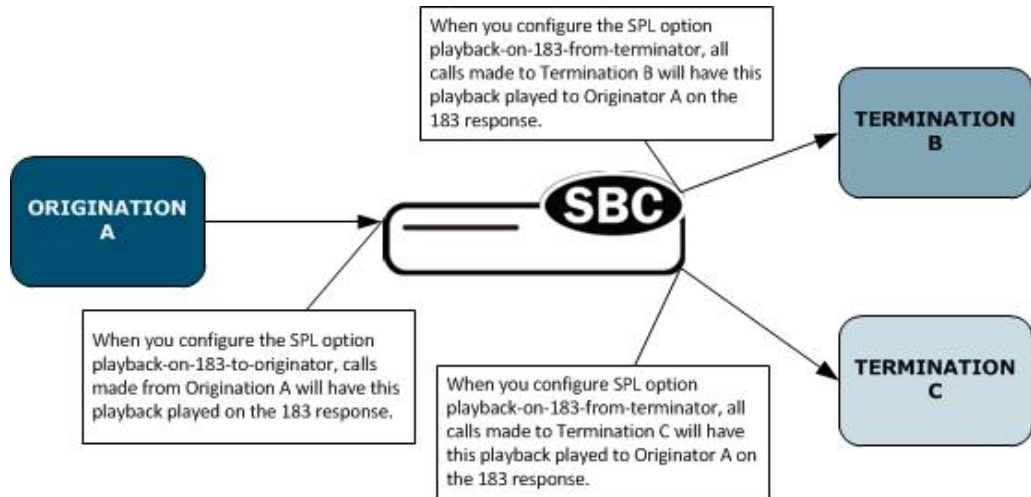 When you configure the SPL option
playback-on-183-from-terminator, all
calls made to Termination B will have this
playback played to Originator A on the
183 response.
TERMINATION
B
ORIGINATION
A
SBC
When you configure the SPL option
playback-on-183-to-originator, calls
made from Origination A will have this
playback played on the 183 response.
When you configure SPL option
playback-on-183-from-terminator, all
calls made to Termination C will have
this playback played to Originator A on
the 183 response.
TERMINATION
C